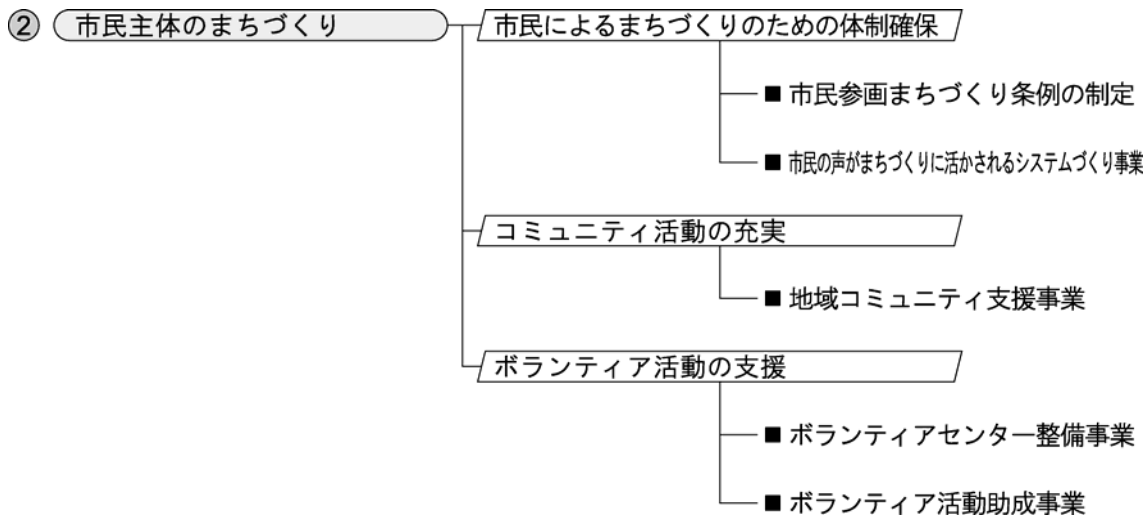 ② 市民主体のまちづくり
市民によるまちづくりのための体制確保
■ 市民参画まちづくり条例の制定
■ 市民の声がまちづくりに活かされるシステムづくり事業
コミュニティ活動の充実
■ 地域コミュニティ支援事業
ボランティア活動の支援
■ ボランティアセンター整備事業
■ ボランティア活動助成事業